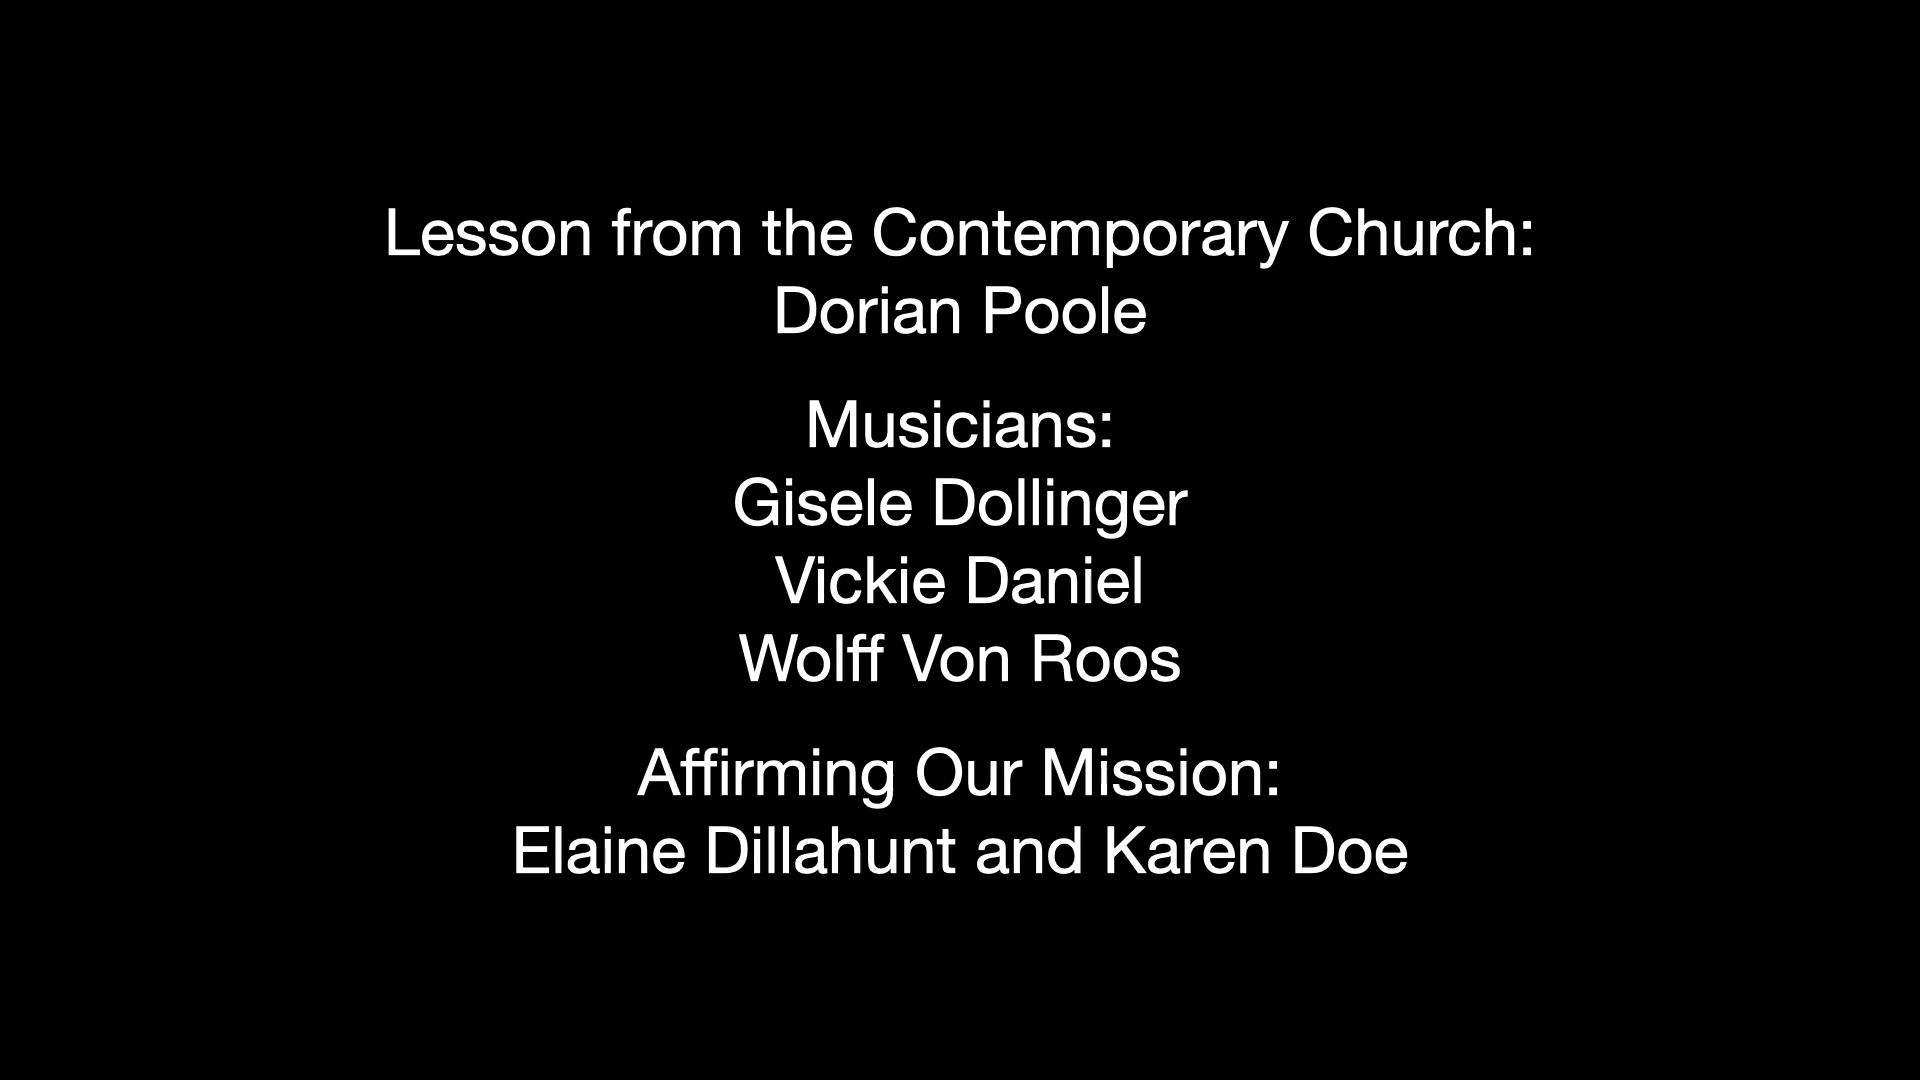 Lesson from the Contemporary Church:
Dorian Poole
Musicians:
Gisele Dollinger
Vickie Daniel
Wolff Von Roos
Affirming Our Mission:
Elaine Dillahunt and Karen Doe